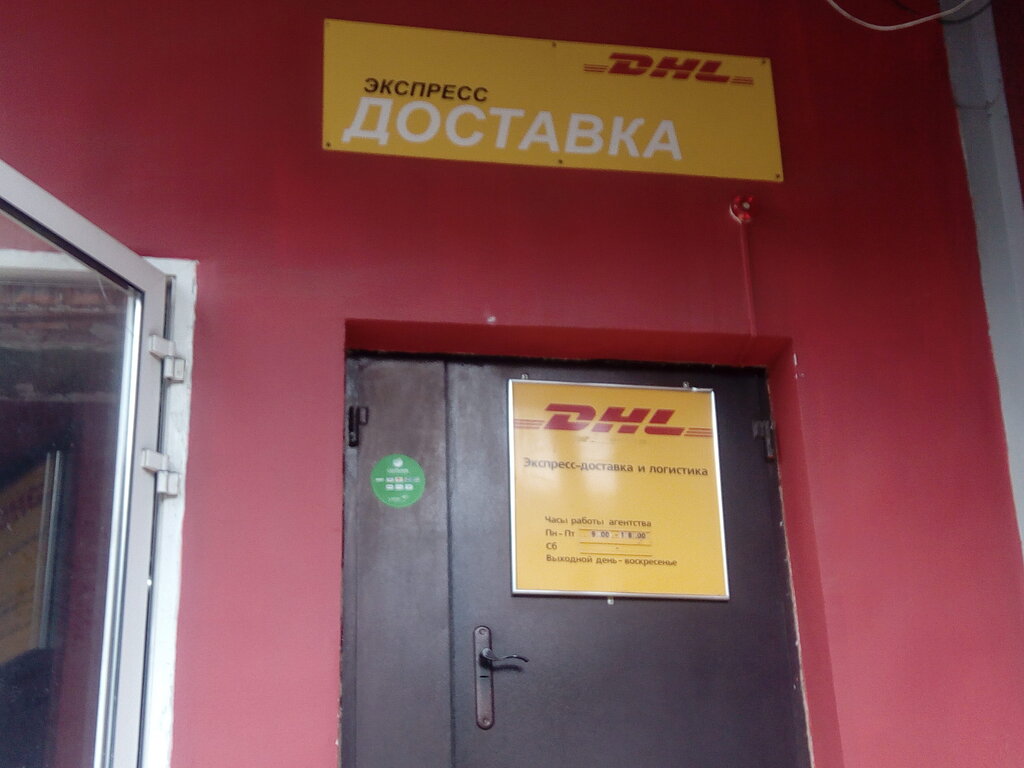 DHL
ЭКСПРЕСС
ДОСТАВКА
DHL
Экспресс-доставка и логистика
Часы работы агентства
Пн-Пт 9.00 - 18.00
Сб -
Выходной день - воскресенье